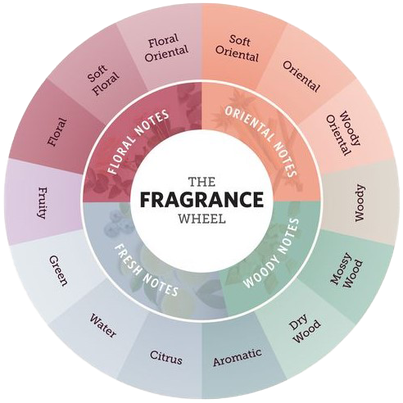 THE
FRAGRANCE
WHEEL
FLORAL NOTES
ORIENTAL NOTES
WOODY NOTES
FRESH NOTES
Floral
Oriental
Soft
Oriental
Oriental
Woody
Oriental
Woody
Mossy
Wood
Dry
Wood
Aromatic
Citrus
Water
Green
Fruity
Floral
Soft
Floral